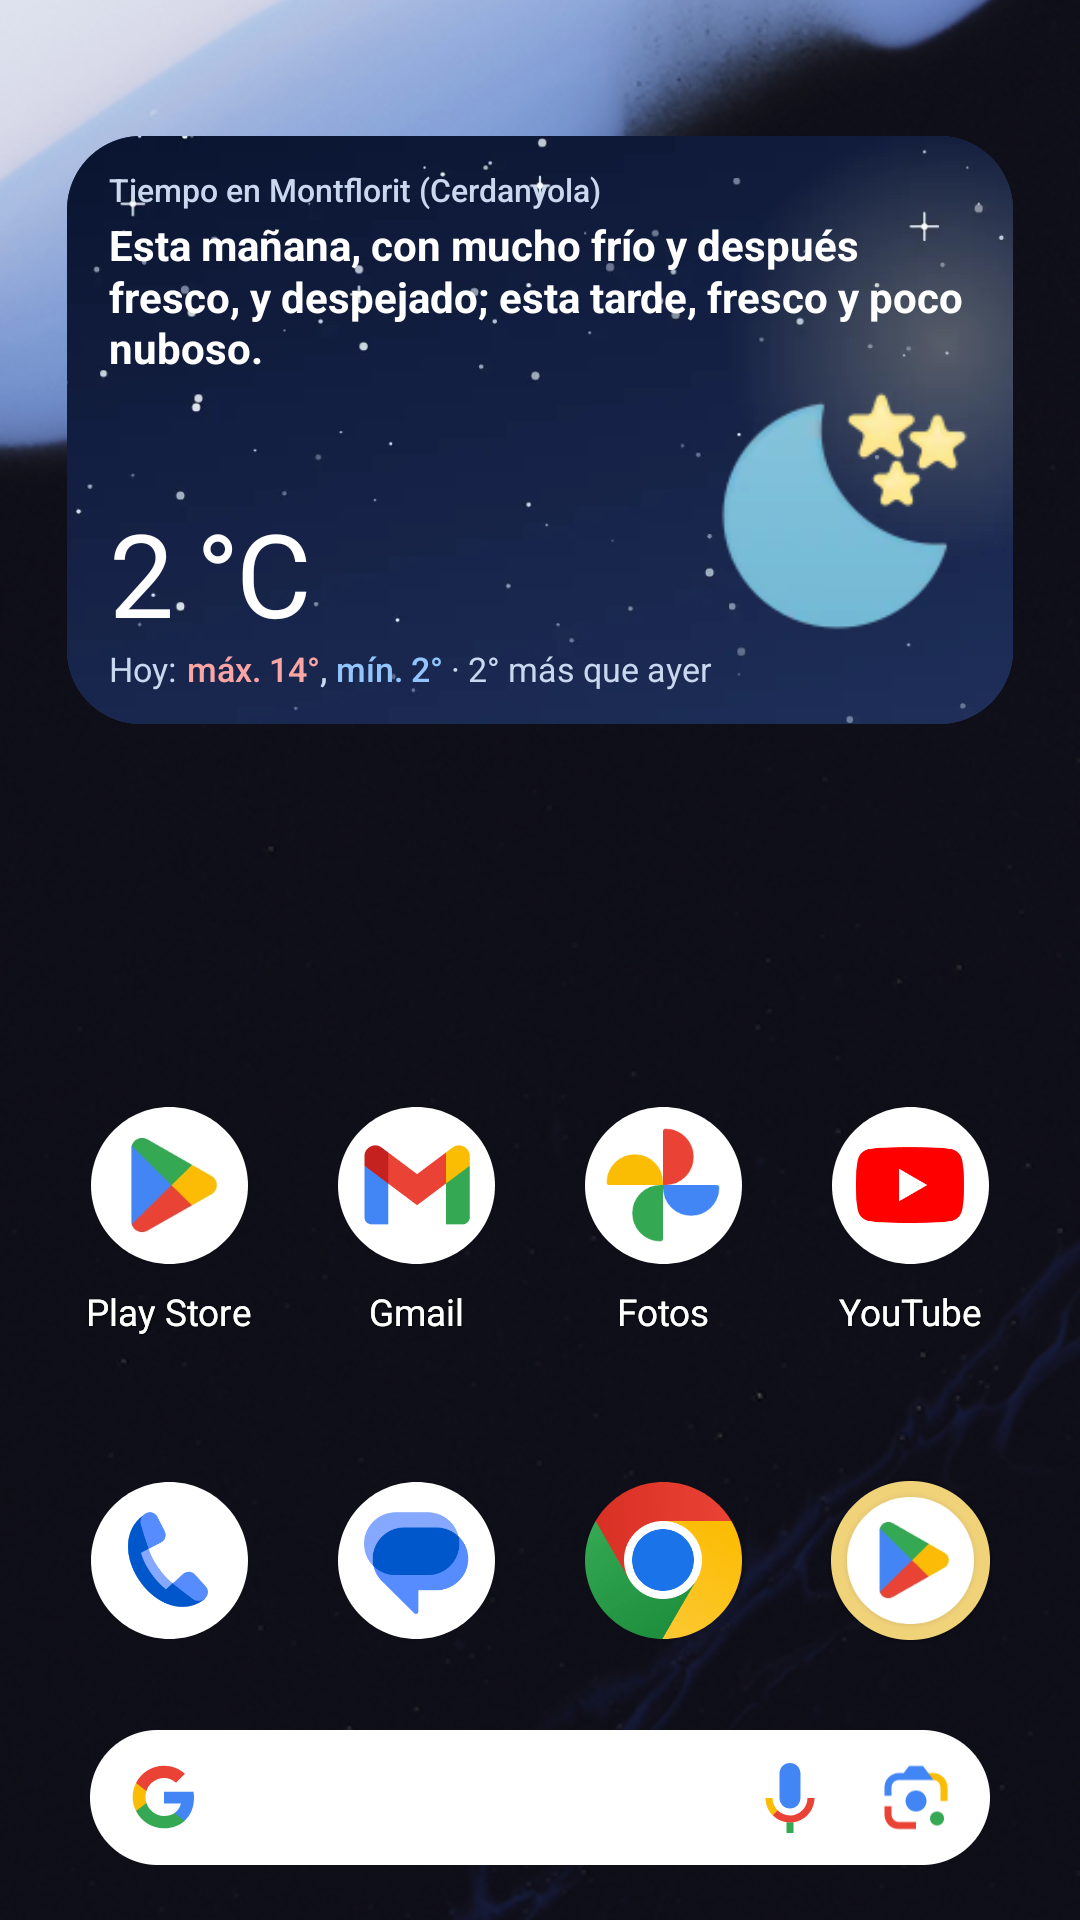 Tiempo en Montflorit (Cerdanyola)
Esta mañana, con mucho frío y después
fresco, y despejado; esta tarde, fresco y poco
nuboso.
2 °C
Hoy: máx. 14°, mín. 2° · 2° más que ayer
Play Store
Gmail
Fotos
YouTube